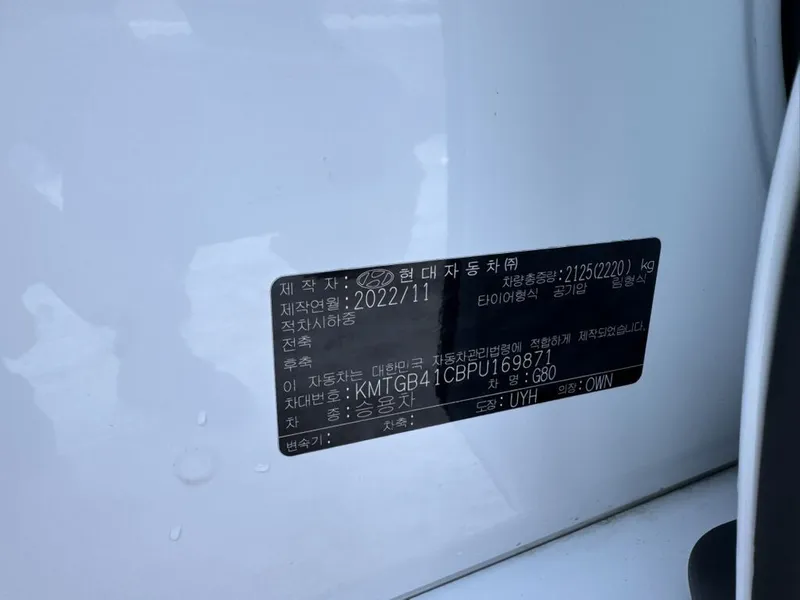 제 작 자 : 현대자동차㈜ 차량총중량 : 2125(2220) kg
제작연월 : 2022/11 타이어형식 공기압 림형식
적차시하중
전축
후축
이 자동차는 대한민국 자동차관리법령에 적합하게 제작되었습니다.
차대번호 : KMTGB41CBPU169871
차 종 : 승용차 차 명 : G80
변속기 : 차축 : 도장 : UYH 의장 : OWN